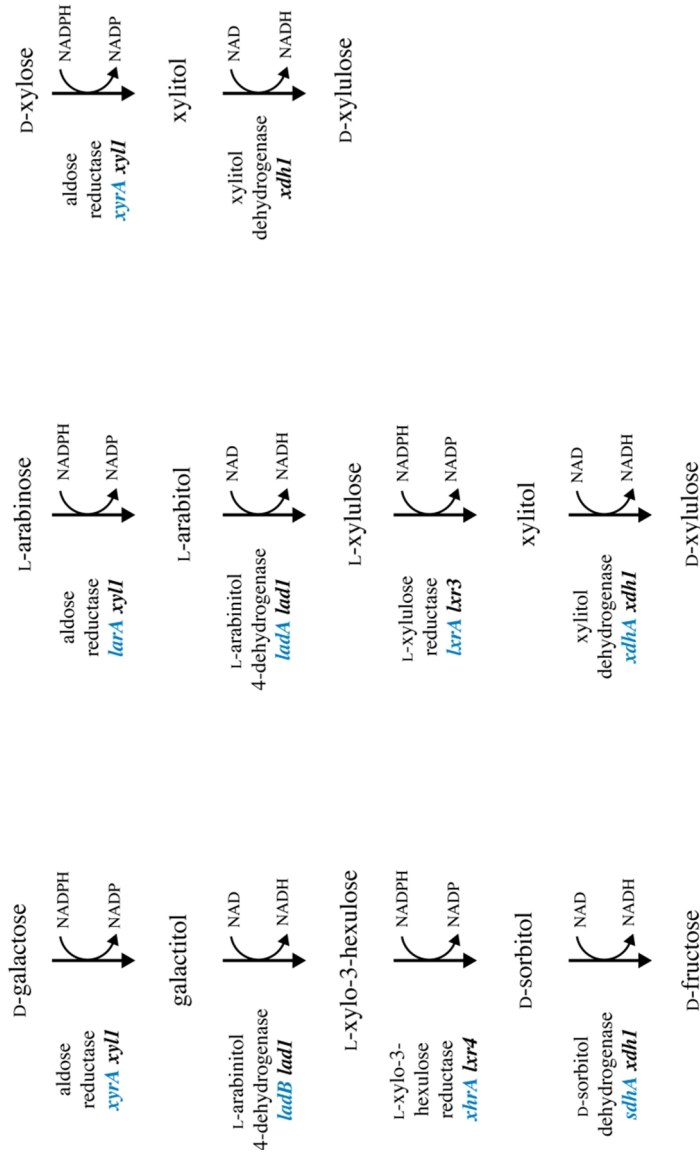 D-galactose
aldose
reductase
xyrA xyl1
NADPH
NADP
galactitol
L-arabinitol
4-dehydrogenase
ladB lad1
NAD
NADH
L-xylo-3-hexulose
L-xylo-3-
hexulose
reductase
xhrA lxr4
NADPH
NADP
D-sorbitol
D-sorbitol
dehydrogenase
sdhA xdh1
NAD
NADH
D-fructose
L-arabinose
aldose
reductase
larA xyl1
NADPH
NADP
L-arabitol
L-arabinitol
4-dehydrogenase
ladA lad1
NAD
NADH
L-xylulose
L-xylulose
reductase
lxrA lxr3
NADPH
NADP
xylitol
xylitol
dehydrogenase
xdhA xdh1
NAD
NADH
D-xylulose
D-xylose
aldose
reductase
xyrA xyl1
NADPH
NADP
xylitol
xylitol
dehydrogenase
xdh1
NAD
NADH
D-xylulose